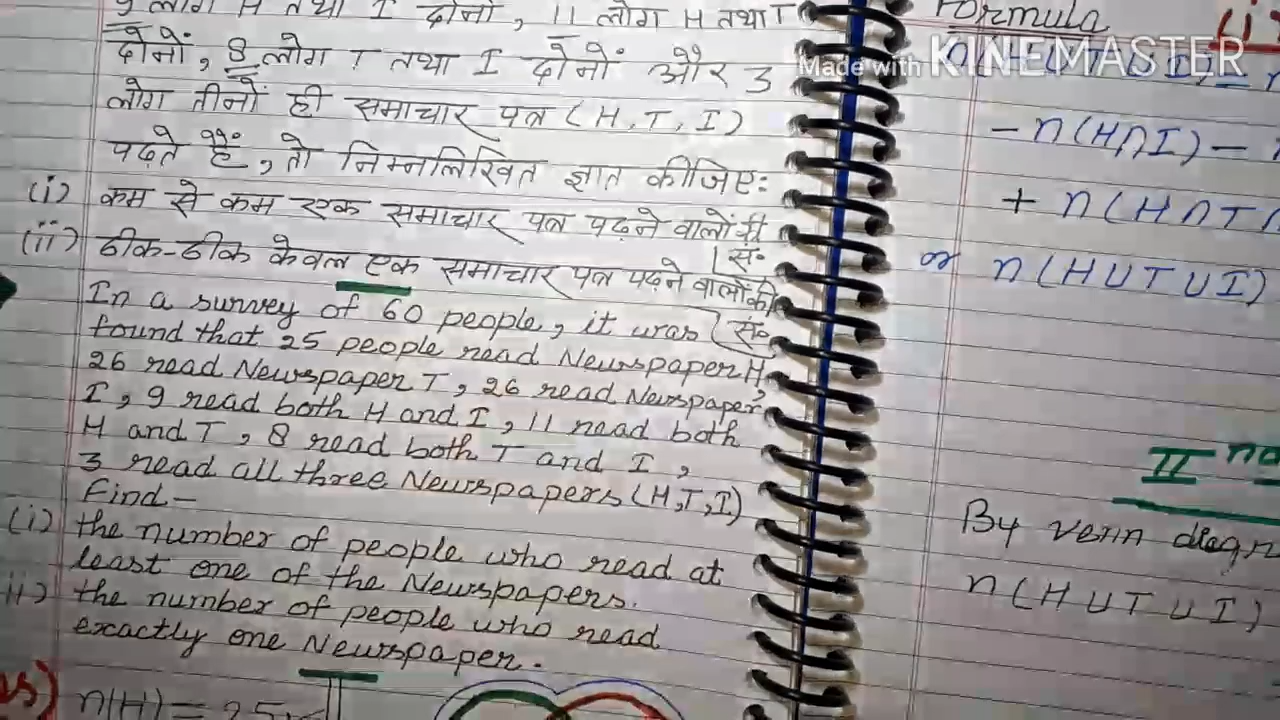 9 लोग H तथा I दोनों, 11 लोग H तथा T
दोनों, 8 लोग T तथा I दोनों और 3
लोग तीनों ही समाचार पत्र (H, T, I)
पढ़ते हैं, तो निम्नलिखित ज्ञात कीजिए:
(i) कम से कम एक समाचार पत्र पढ़ने वालों की
सं०
(ii) ठीक-ठीक केवल एक समाचार पत्र पढ़ने वालों की
सं०
In a survey of 60 people, it was
found that 25 people read Newspaper H,
26 read Newspaper T, 26 read Newspaper
I, 9 read both H and I, 11 read both
H and T, 8 read both T and I,
3 read all three Newspapers (H,T,I)
Find-
(i) the number of people who read at
least one of the Newspapers.
ii) the number of people who read
exactly one Newspaper.
n(H) = 25
Formula (i)
Made with KINEMASTER
- n(H∩I) -
+ n(H∩T∩
or n(H∪T∪I)
II nd
By venn diagr
n(H∪T∪I)